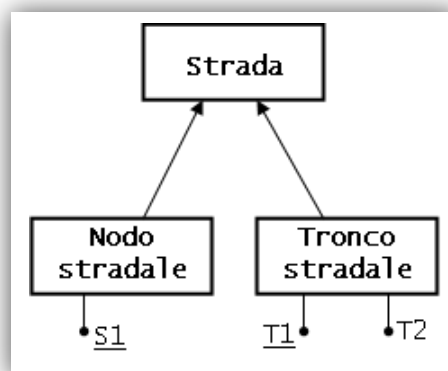 Strada
Nodo
stradale
Tronco
stradale
S1
T1
T2